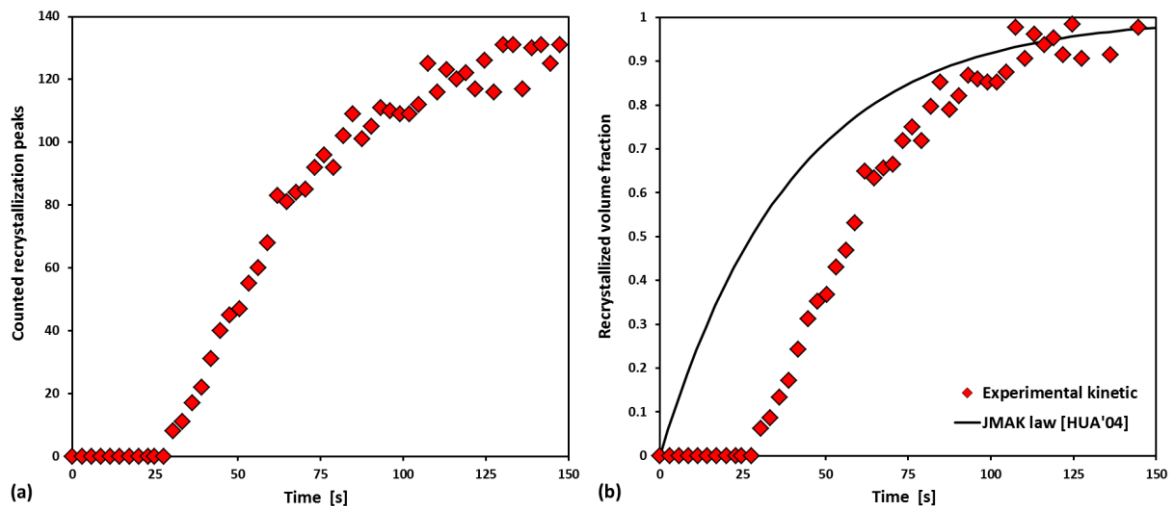 140
120
100
80
60
40
20
0
0 25 50 75 100 125 150
Counted recrystallization peaks
Time [s]
(a)
1
0.9
0.8
0.7
0.6
0.5
0.4
0.3
0.2
0.1
0
0 25 50 75 100 125 150
Recrystallized volume fraction
Time [s]
(b)
Experimental kinetic
JMAK law [HUA'04]